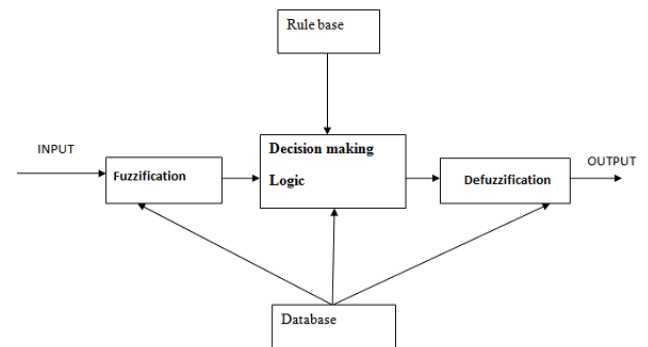 Rule base
INPUT
Fuzzification
Decision making
Logic
Defuzzification
OUTPUT
Database